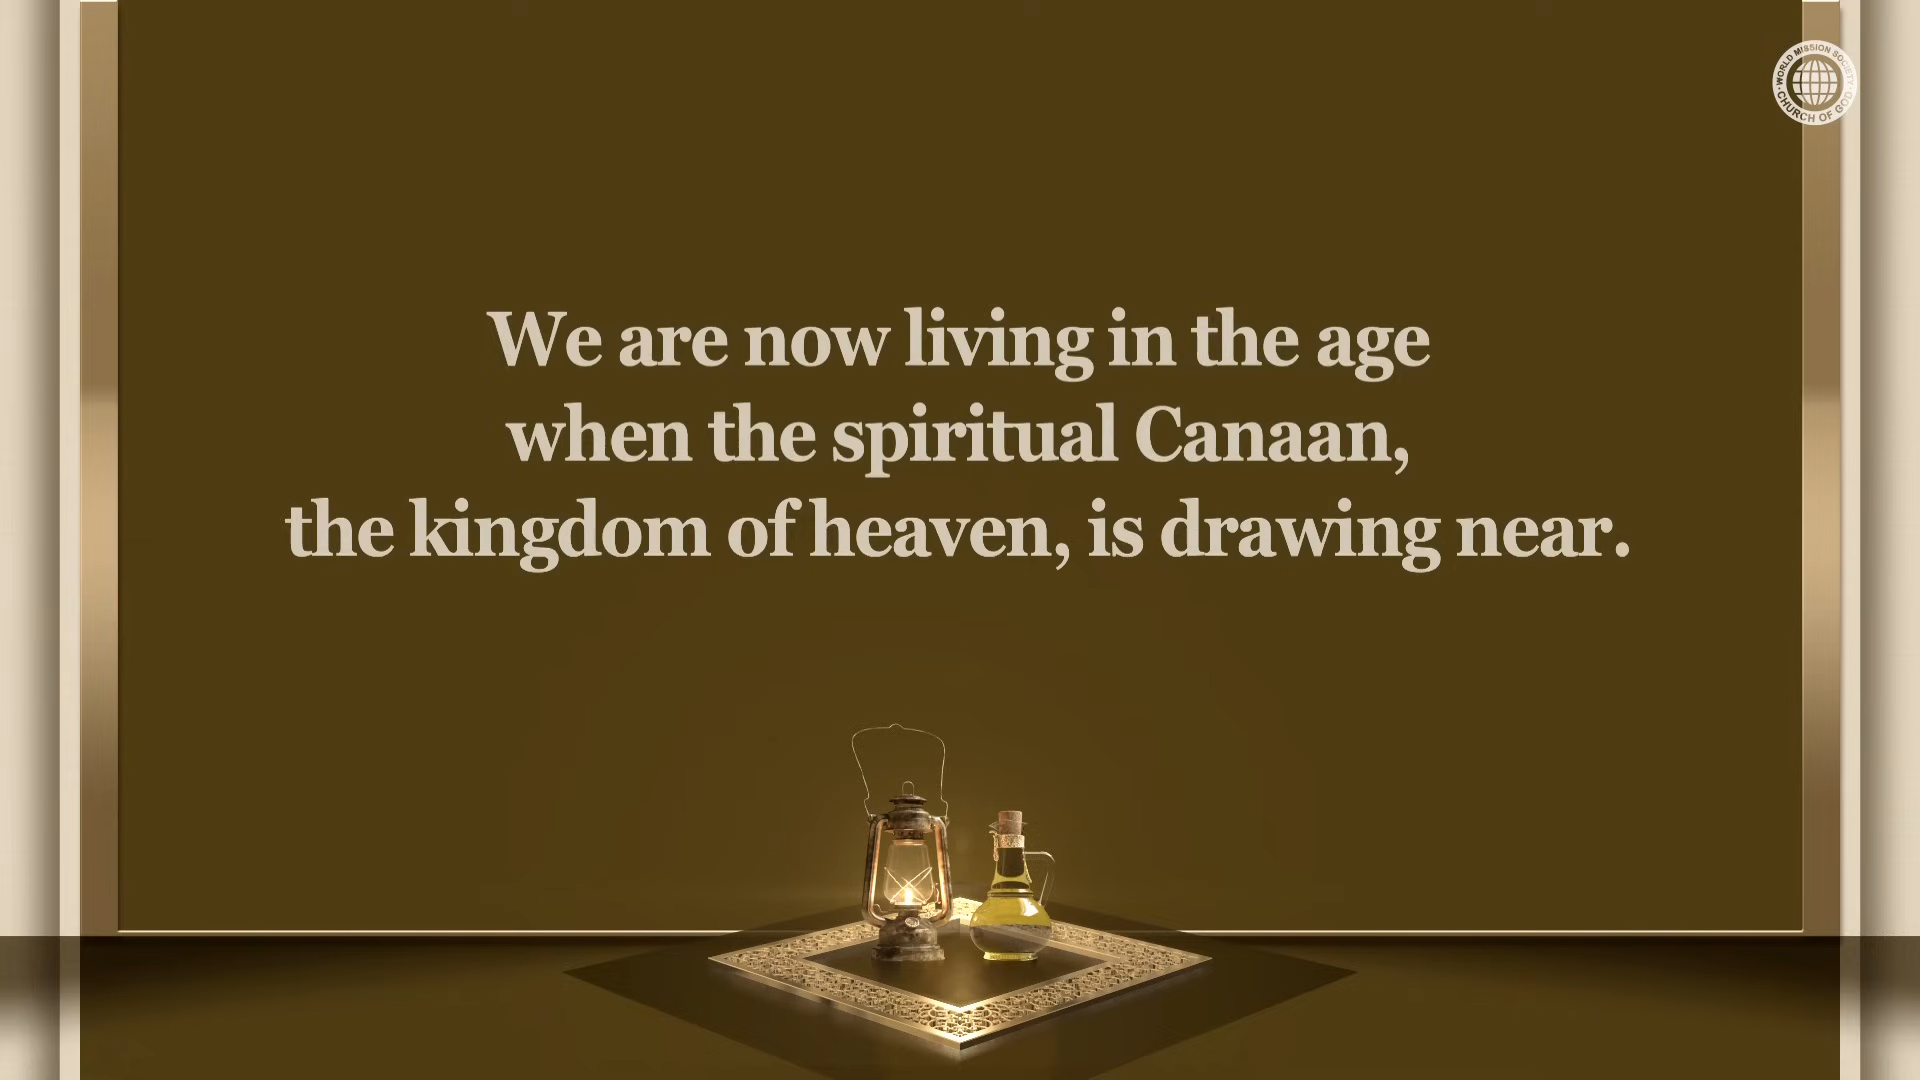 WORLD MISSION SOCIETY
CHURCH OF GOD
We are now living in the age
when the spiritual Canaan,
the kingdom of heaven, is drawing near.